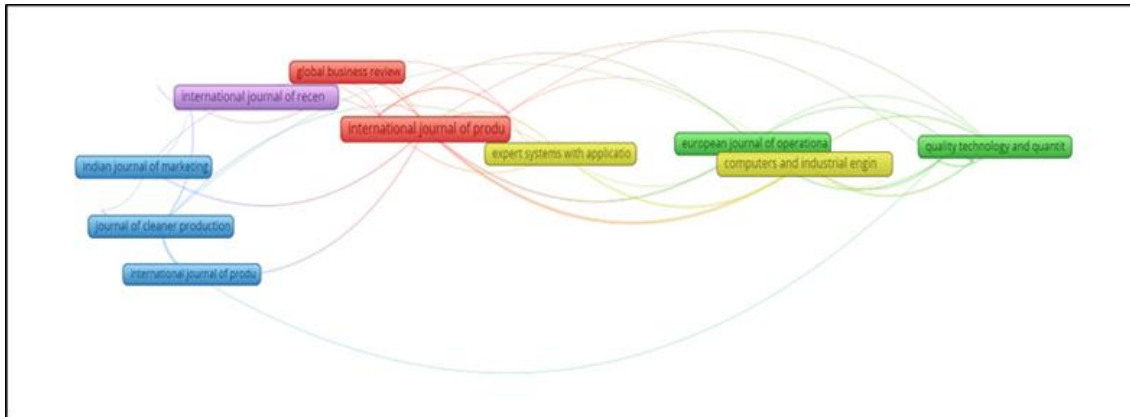 global business review
international journal of recen
international journal of produ
european journal of operationa
quality technology and quantit.
expert systems with applicatio
computers and industrial engin
indian journal of marketing
journal of cleaner production
international journal of produ